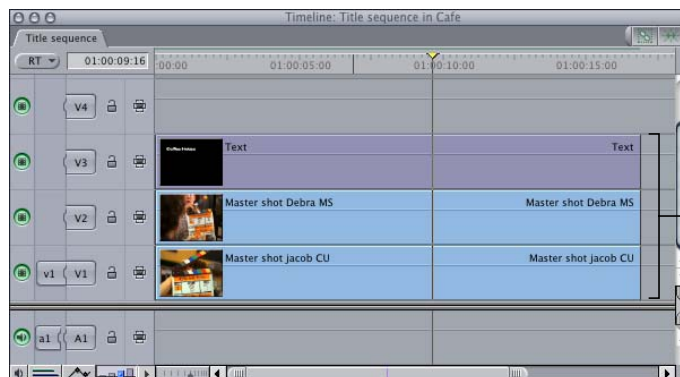 Timeline: Title sequence in Cafe
Title sequence
RT 01:00:09:16 :00:00 01:00:05:00 01:00:10:00 01:00:15:00
V4
V3 Text Text
V2 Master shot Debra MS Master shot Debra MS
v1 V1 Master shot jacob CU Master shot jacob CU
a1 A1